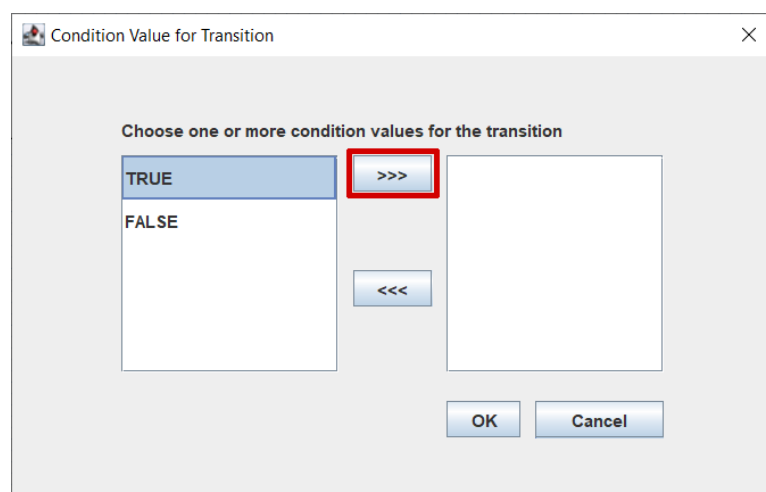 Condition Value for Transition
Choose one or more condition values for the transition
TRUE
>>>
FALSE
<<<
OK
Cancel